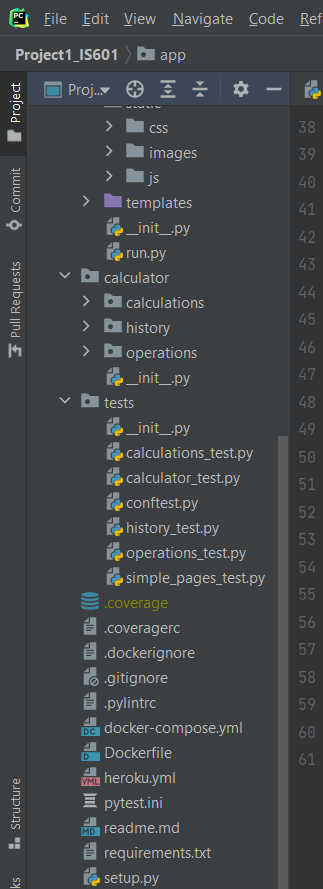 PC File Edit View Navigate Code Ref
Project1_IS601 app
Project
Proj...
Commit
Pull Requests
css
images
js
templates
__init__.py
run.py
calculator
calculations
history
operations
__init__.py
tests
__init__.py
calculations_test.py
calculator_test.py
conftest.py
history_test.py
operations_test.py
simple_pages_test.py
.coverage
.coveragerc
.dockerignore
.gitignore
.pylintrc
DC docker-compose.yml
D Dockerfile
YML heroku.yml
pytest.ini
MD readme.md
requirements.txt
setup.py
Structure
38
39
40
41
42
43
44
45
46
47
48
49
50
51
52
53
54
55
56
57
58
59
60
61